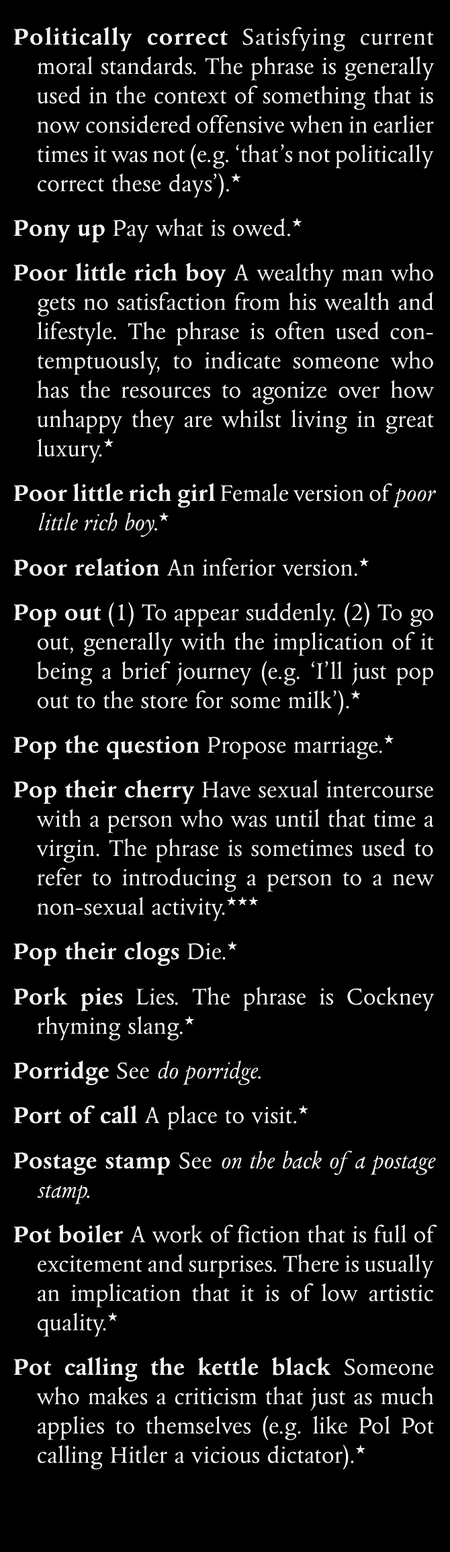 Politically correct Satisfying current
moral standards. The phrase is generally
used in the context of something that is
now considered offensive when in earlier
times it was not (e.g. ‘that’s not politically
correct these days’).★
Pony up Pay what is owed.★
Poor little rich boy A wealthy man who
gets no satisfaction from his wealth and
lifestyle. The phrase is often used con-
temptuously, to indicate someone who
has the resources to agonize over how
unhappy they are whilst living in great
luxury.★
Poor little rich girl Female version of poor
little rich boy.★
Poor relation An inferior version.★
Pop out (1) To appear suddenly. (2) To go
out, generally with the implication of it
being a brief journey (e.g. ‘I’ll just pop
out to the store for some milk’).★
Pop the question Propose marriage.★
Pop their cherry Have sexual intercourse
with a person who was until that time a
virgin. The phrase is sometimes used to
refer to introducing a person to a new
non-sexual activity.★★★
Pop their clogs Die.★
Pork pies Lies. The phrase is Cockney
rhyming slang.★
Porridge See do porridge.
Port of call A place to visit.★
Postage stamp See on the back of a postage
stamp.
Pot boiler A work of fiction that is full of
excitement and surprises. There is usually
an implication that it is of low artistic
quality.★
Pot calling the kettle black Someone
who makes a criticism that just as much
applies to themselves (e.g. like Pol Pot
calling Hitler a vicious dictator).★